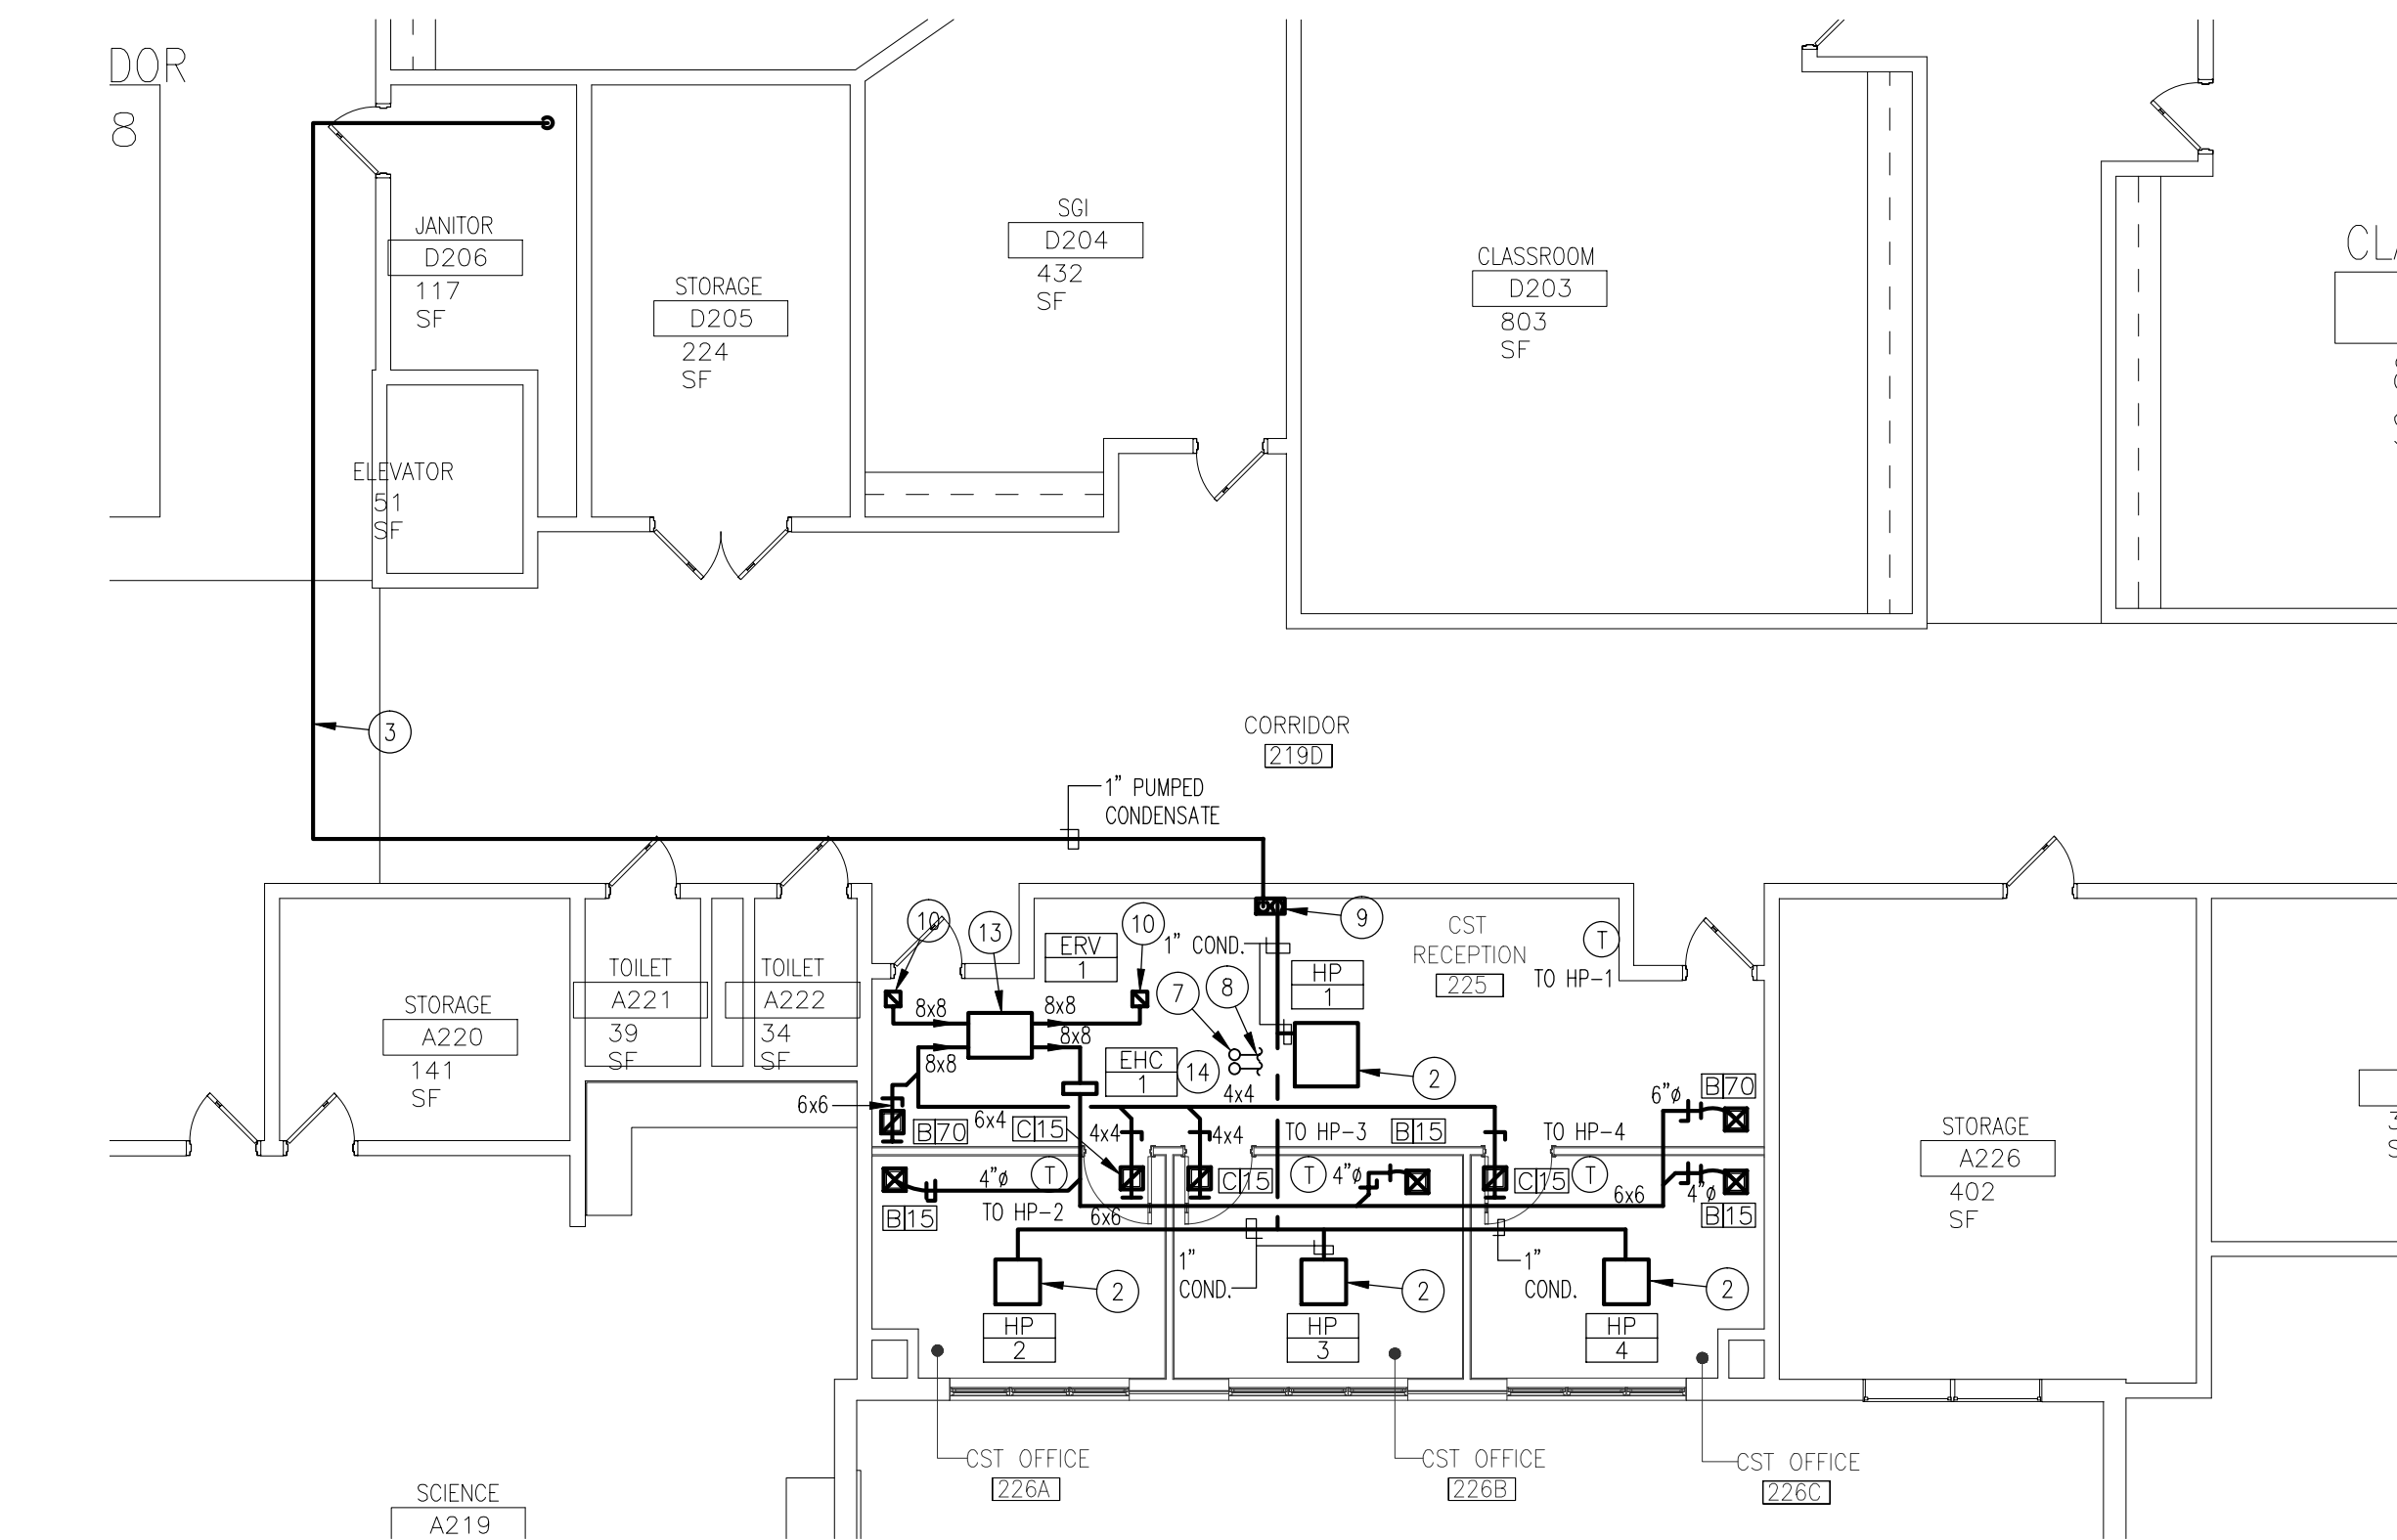 DOR
8
JANITOR
D206
117
SF
STORAGE
D205
224
SF
SGI
D204
432
SF
CLASSROOM
D203
803
SF
ELEVATOR
51
SF
3
CORRIDOR
219D
1" PUMPED
CONDENSATE
10
13
ERV
1
10
1" COND.
9
CST
RECEPTION
225
T
TO HP-1
HP
1
7
8
STORAGE
A220
141
SF
TOILET
A221
39
SF
TOILET
A222
34
SF
8x8
8x8
8x8
8x8
EHC
1
14
4x4
2
6x6
B 70
6x4
C 15
4x4
4x4
TO HP-3
B 15
TO HP-4
6"ø
B 70
4"ø
T
C 15
T
4"ø
C 15
T
6x6
4"ø
B 15
B 15
TO HP-2
6x6
STORAGE
A226
402
SF
1"
COND.
1"
COND.
2
2
2
HP
2
HP
3
HP
4
CST OFFICE
226A
CST OFFICE
226B
CST OFFICE
226C
SCIENCE
A219